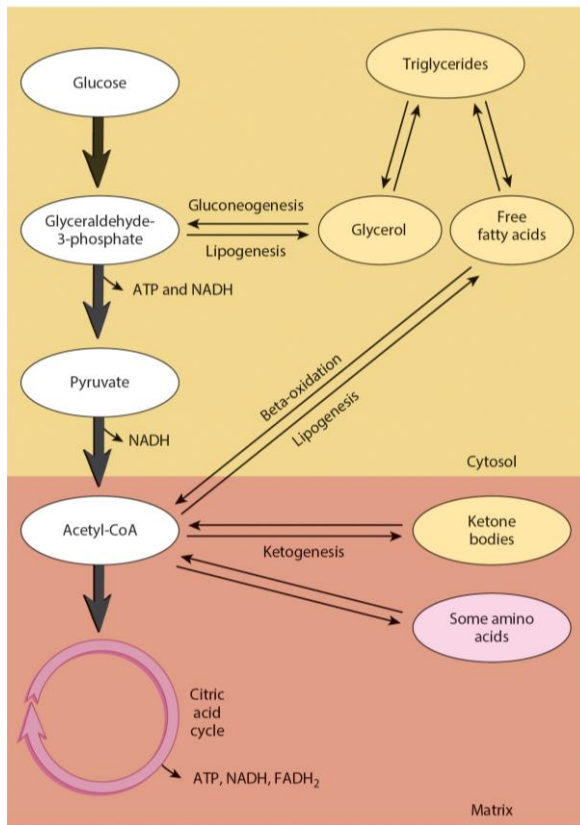 Glucose
Triglycerides
Glyceraldehyde-
3-phosphate
Gluconeogenesis
Lipogenesis
Glycerol
Free
fatty acids
ATP and NADH
Pyruvate
Beta-oxidation
Lipogenesis
NADH
Cytosol
Acetyl-CoA
Ketogenesis
Ketone
bodies
Some amino
acids
Citric
acid
cycle
ATP, NADH, FADH₂
Matrix